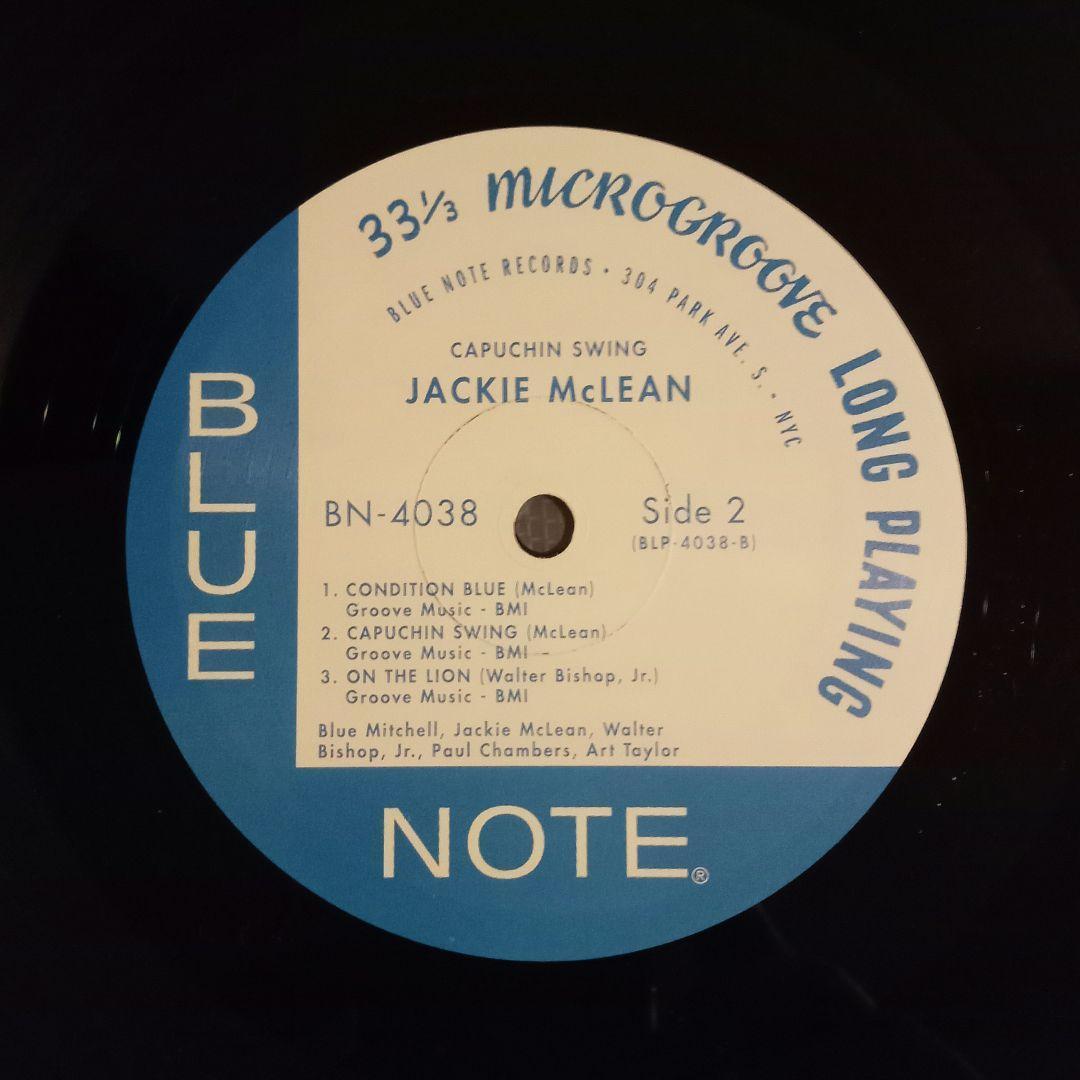 33⅓ MICROGROOVE LONG PLAYING
BLUE NOTE RECORDS · 304 PARK AVE. S. · NYC
CAPUCHIN SWING
JACKIE McLEAN
BN-4038
Side 2
(BLP-4038-B)
1. CONDITION BLUE (McLean)
Groove Music - BMI
2. CAPUCHIN SWING (McLean)
Groove Music - BMI
3. ON THE LION (Walter Bishop, Jr.)
Groove Music - BMI
Blue Mitchell, Jackie McLean, Walter
Bishop, Jr., Paul Chambers, Art Taylor
BLUE
NOTE®